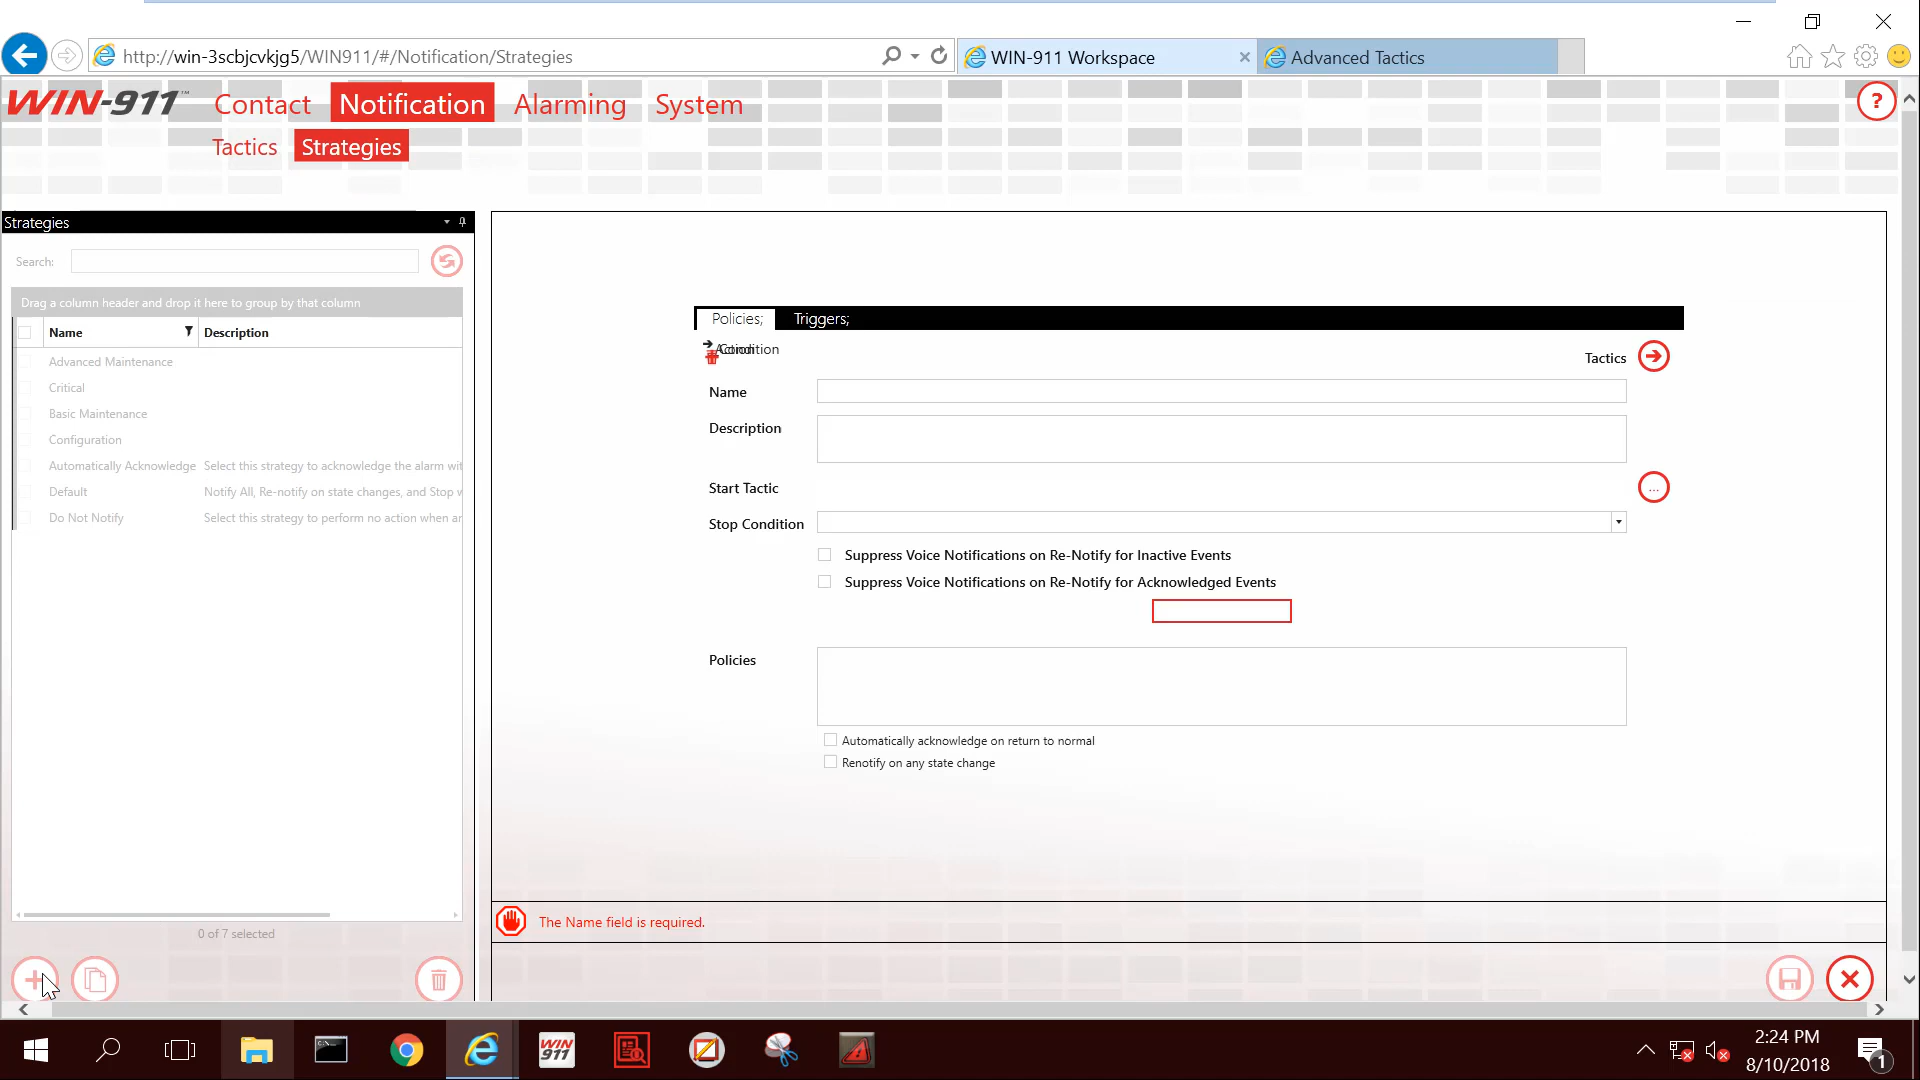 http://win-3scbjcvkjg5/WIN911/#/Notification/Strategies
WIN-911 Workspace
Advanced Tactics
WIN-911™
Contact
Notification
Alarming
System
?
Tactics
Strategies
Strategies
Search:
Drag a column header and drop it here to group by that column
Name
Description
Advanced Maintenance
Critical
Basic Maintenance
Configuration
Automatically Acknowledge
Select this strategy to acknowledge the alarm wit
Default
Notify All, Re-notify on state changes, and Stop w
Do Not Notify
Select this strategy to perform no action when ar
0 of 7 selected
Policies;
Triggers;
Condition
Tactics
Name
Description
Start Tactic
...
Stop Condition
Suppress Voice Notifications on Re-Notify for Inactive Events
Suppress Voice Notifications on Re-Notify for Acknowledged Events
Policies
Automatically acknowledge on return to normal
Renotify on any state change
The Name field is required.
WIN
911
2:24 PM
8/10/2018
1